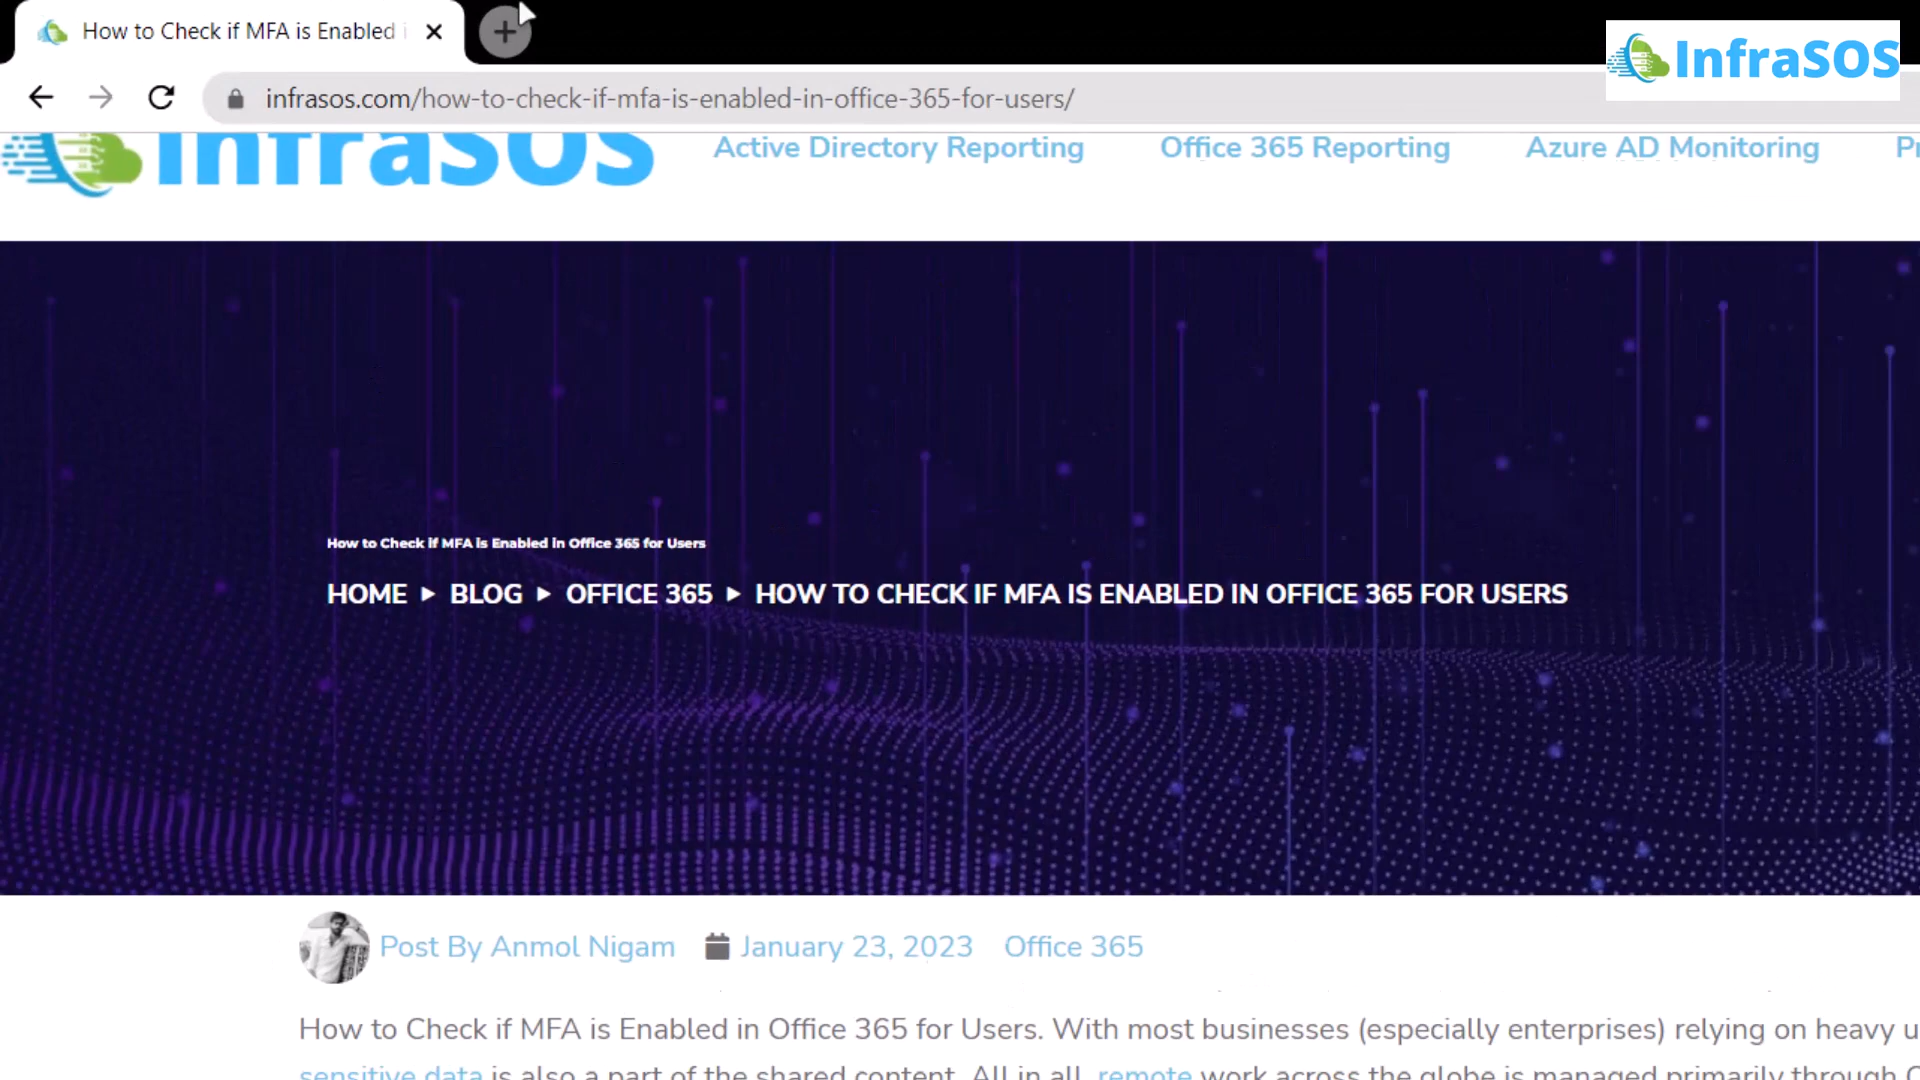 How to Check if MFA is Enabled
InfraSOS
infrasos.com/how-to-check-if-mfa-is-enabled-in-office-365-for-users/
InfraSOS
Active Directory Reporting
Office 365 Reporting
Azure AD Monitoring
How to Check if MFA is Enabled in Office 365 for Users
HOME ▸ BLOG ▸ OFFICE 365 ▸ HOW TO CHECK IF MFA IS ENABLED IN OFFICE 365 FOR USERS
Post By Anmol Nigam January 23, 2023 Office 365
How to Check if MFA is Enabled in Office 365 for Users. With most businesses (especially enterprises) relying on heavy
sensitive data is also a part of the shared content. All in all, remote work across the globe is managed primarily through